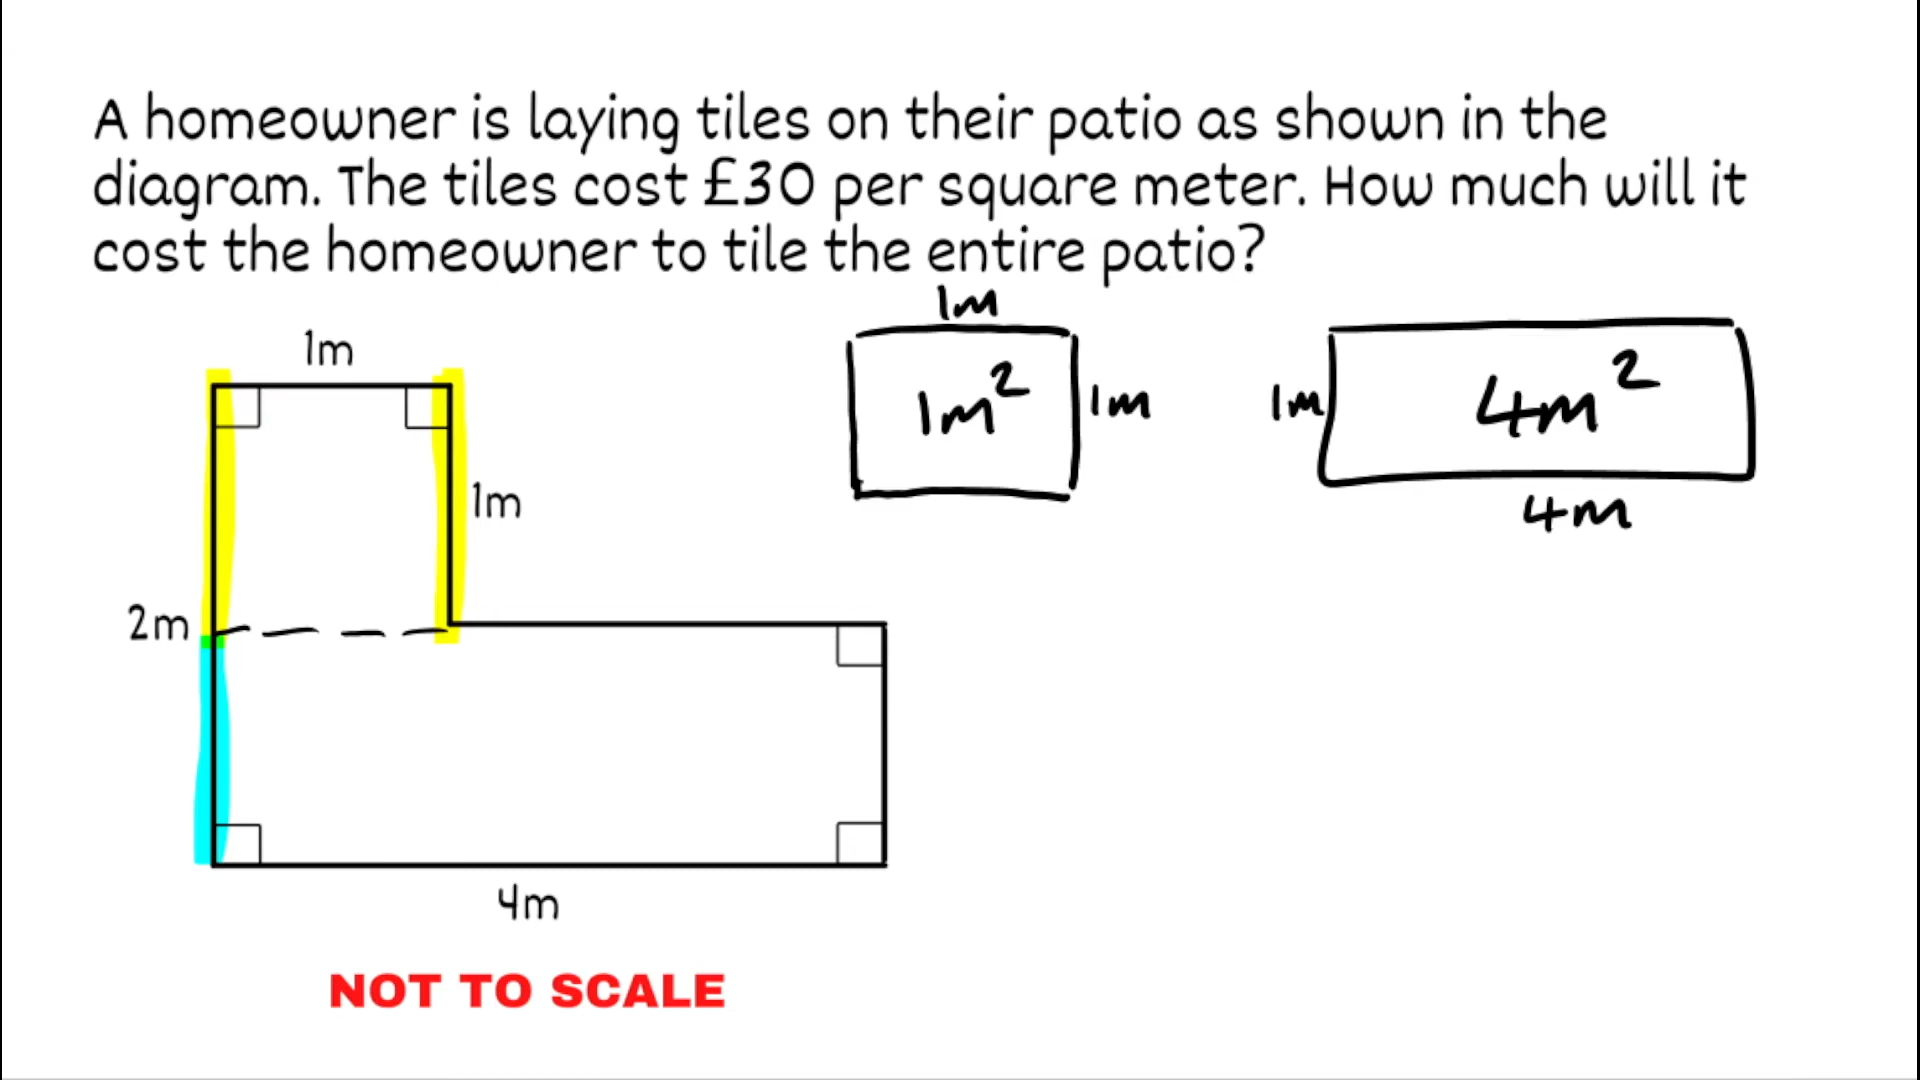 A homeowner is laying tiles on their patio as shown in the
diagram. The tiles cost £30 per square meter. How much will it
cost the homeowner to tile the entire patio?
1m
1m
1m²
1m
1m
4m²
4m
1m
2m
4m
NOT TO SCALE